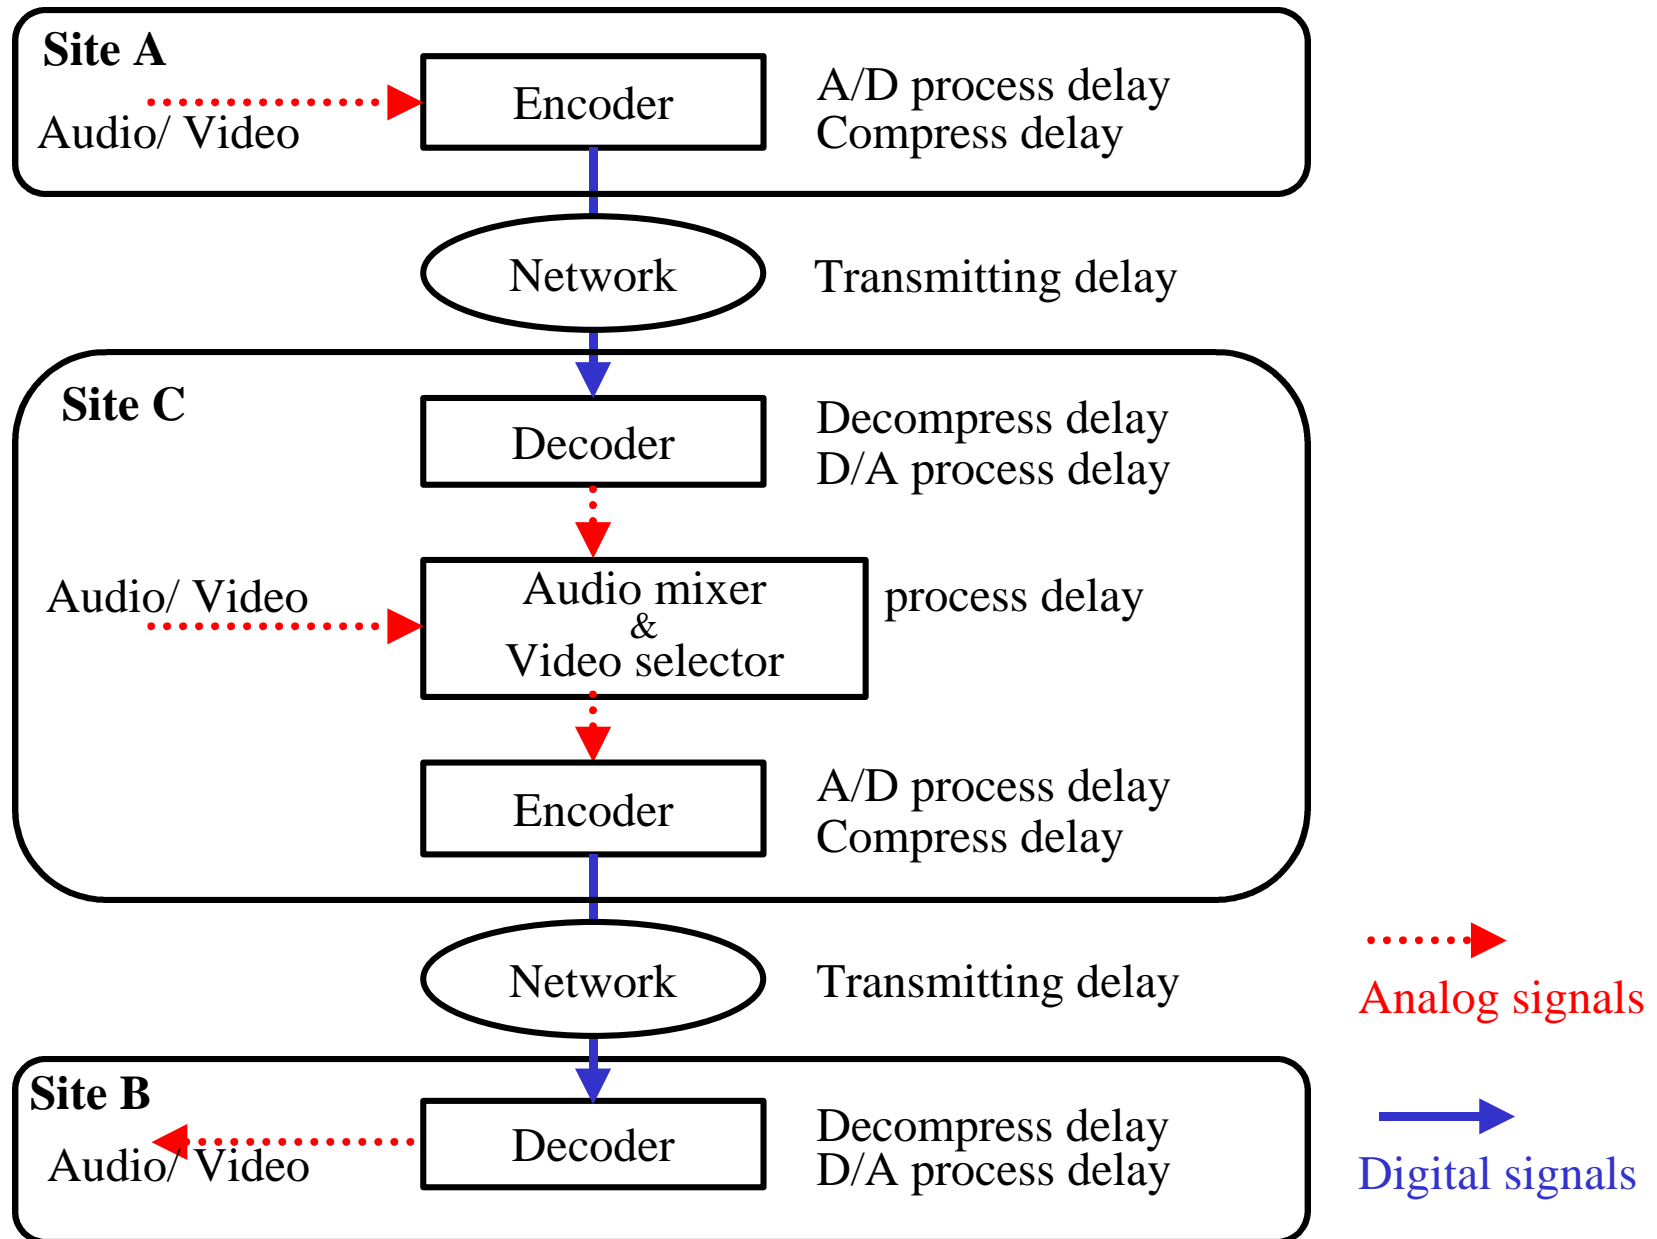 Site A
Audio/ Video
Encoder
A/D process delay
Compress delay
Network
Transmitting delay
Site C
Decoder
Decompress delay
D/A process delay
Audio/ Video
Audio mixer
&
Video selector
process delay
Encoder
A/D process delay
Compress delay
Network
Transmitting delay
Analog signals
Site B
Audio/ Video
Decoder
Decompress delay
D/A process delay
Digital signals